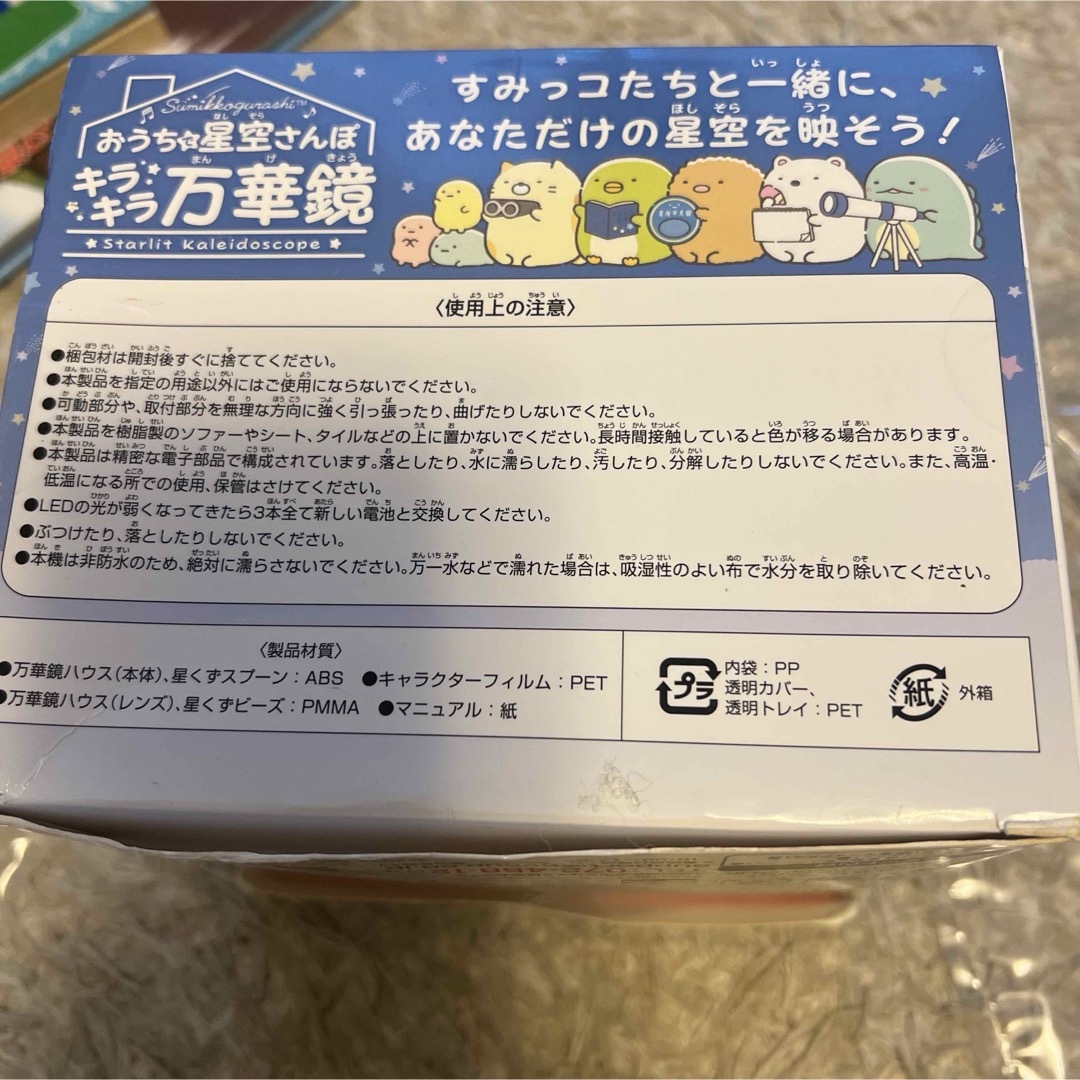 Sumikkogurashi™
おうちで星空さんぽ
キラキラ万華鏡
Starlit Kaleidoscope
すみっコたちと一緒に、
あなただけの星空を映そう!
星座早見盤
〈使用上の注意〉
●梱包材は開封後すぐに捨ててください。
●本製品を指定の用途以外にはご使用にならないでください。
●可動部分や、取付部分を無理な方向に強く引っ張ったり、曲げたりしないでください。
●本製品を樹脂製のソファーやシート、タイルなどの上に置かないでください。長時間接触していると色が移る場合があります。
●本製品は精密な電子部品で構成されています。落としたり、水に濡らしたり、汚したり、分解したりしないでください。また、高温・
低温になる所での使用、保管はさけてください。
●LEDの光が弱くなってきたら3本全て新しい電池と交換してください。
●ぶつけたり、落としたりしないでください。
●本機は非防水のため、絶対に濡らさないでください。万一水などで濡れた場合は、吸湿性のよい布で水分を取り除いてください。
〈製品材質〉
●万華鏡ハウス(本体)、星くずスプーン:ABS ●キャラクターフィルム:PET
●万華鏡ハウス(レンズ)、星くずビーズ:PMMA ●マニュアル:紙
プラ
内袋:PP
透明カバー、
透明トレイ:PET
紙
外箱